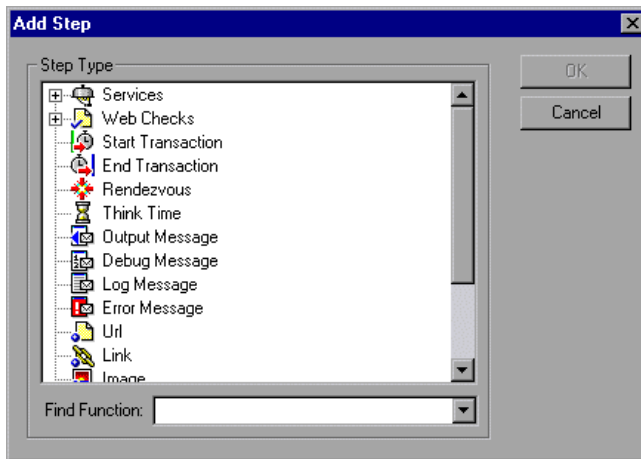 Add Step
Step Type
Services
Web Checks
Start Transaction
End Transaction
Rendezvous
Think Time
Output Message
Debug Message
Log Message
Error Message
Url
Link
Image
Find Function:
OK
Cancel